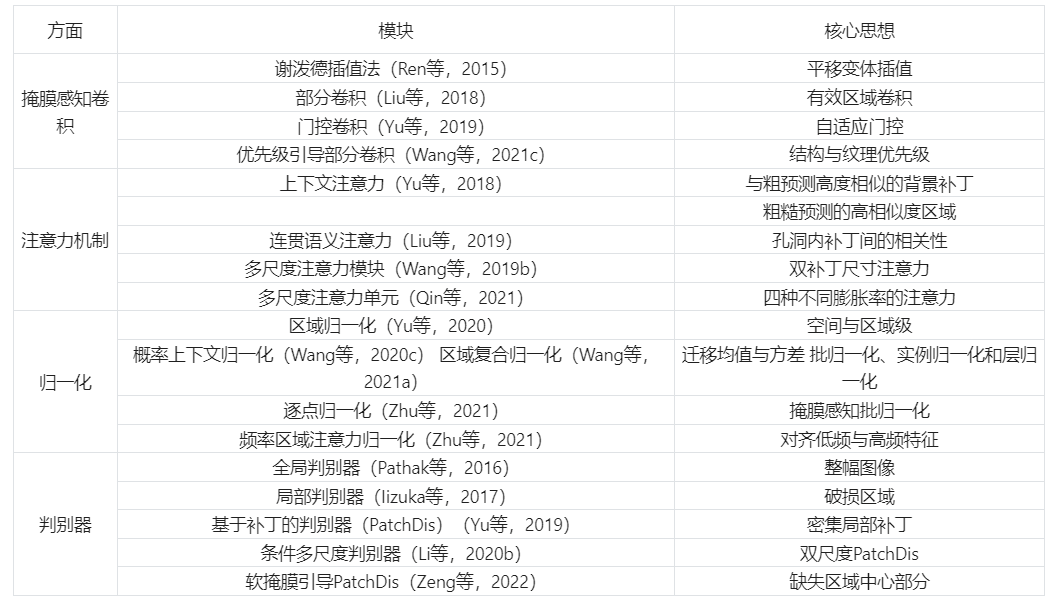 方面 模块 核心思想
掩膜感知卷积 谢泼德插值法（Ren等，2015） 平移变体插值
部分卷积（Liu等，2018） 有效区域卷积
门控卷积（Yu等，2019） 自适应门控
优先级引导部分卷积（Wang等，2021c） 结构与纹理优先级
注意力机制 上下文注意力（Yu等，2018） 与粗预测高度相似的背景补丁
粗糙预测的高相似度区域
连贯语义注意力（Liu等，2019） 孔洞内补丁间的相关性
多尺度注意力模块（Wang等，2019b） 双补丁尺寸注意力
多尺度注意力单元（Qin等，2021） 四种不同膨胀率的注意力
归一化 区域归一化（Yu等，2020） 空间与区域级
概率上下文归一化（Wang等，2020c） 区域复合归一化（Wang等，2021a） 迁移均值与方差 批归一化、实例归一化和层归一化
逐点归一化（Zhu等，2021） 掩膜感知批归一化
频率区域注意力归一化（Zhu等，2021） 对齐低频与高频特征
判别器 全局判别器（Pathak等，2016） 整幅图像
局部判别器（Iizuka等，2017） 破损区域
基于补丁的判别器（PatchDis）（Yu等，2019） 密集局部补丁
条件多尺度判别器（Li等，2020b） 双尺度PatchDis
软掩膜引导PatchDis（Zeng等，2022） 缺失区域中心部分